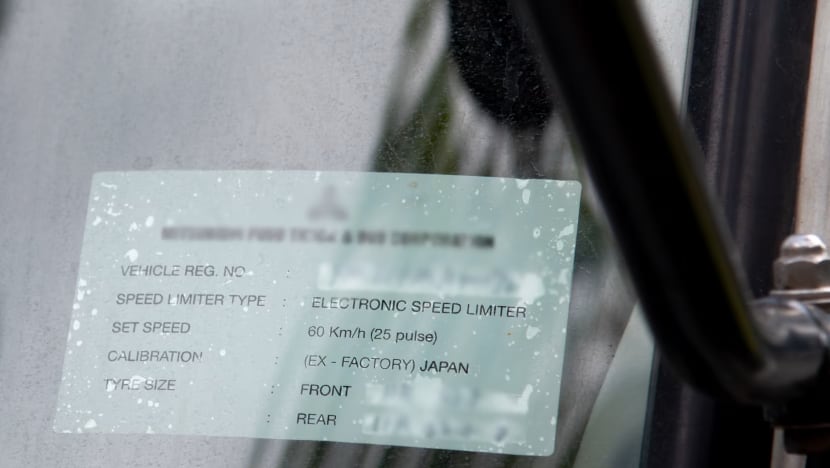 VEHICLE REG. NO :
SPEED LIMITER TYPE : ELECTRONIC SPEED LIMITER
SET SPEED : 60 Km/h (25 pulse)
CALIBRATION : (EX - FACTORY) JAPAN
TYRE SIZE : FRONT
: REAR